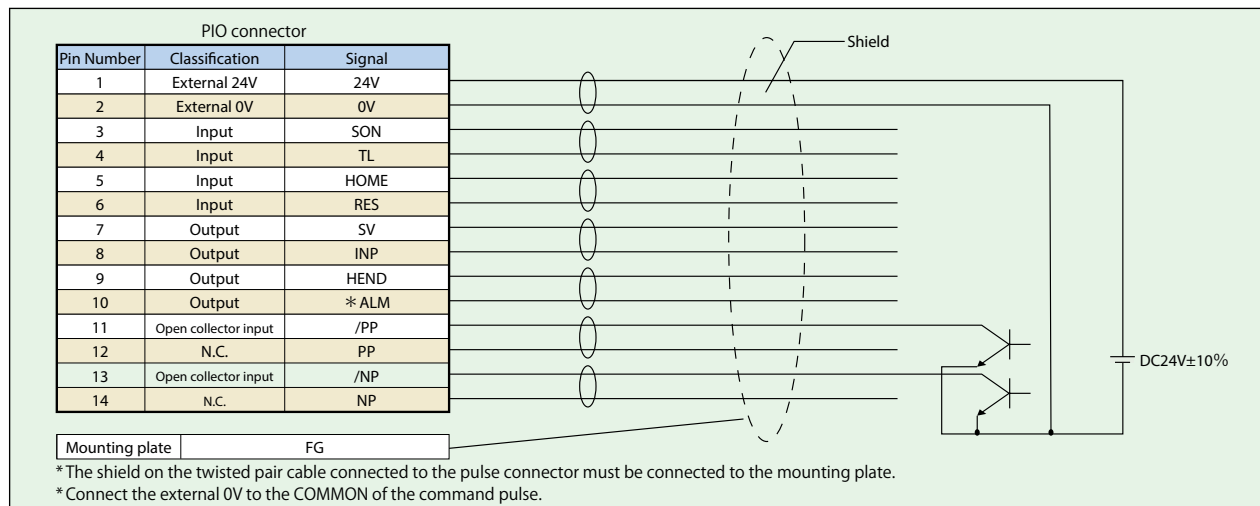 PIO connector
Shield
Pin Number Classification Signal
1 External 24V 24V
2 External 0V 0V
3 Input SON
4 Input TL
5 Input HOME
6 Input RES
7 Output SV
8 Output INP
9 Output HEND
10 Output ＊ALM
11 Open collector input /PP
12 N.C. PP
13 Open collector input /NP
14 N.C. NP
DC24V±10%
Mounting plate FG
*The shield on the twisted pair cable connected to the pulse connector must be connected to the mounting plate.
*Connect the external 0V to the COMMON of the command pulse.